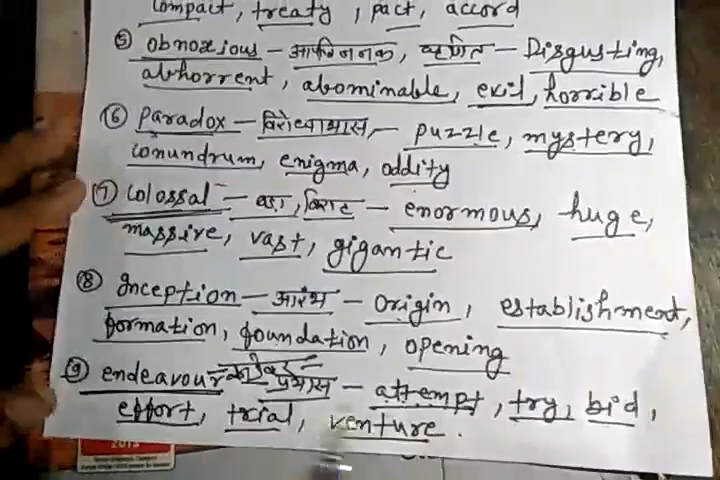 compact, treaty, pact, accord
⑤ obnoxious - आपत्तिजनक, घृणित - Disgusting,
abhorrent, abominable, evil, horrible
⑥ Paradox - विरोधाभास, - puzzle, mystery,
conundrum, enigma, oddity
⑦ Colossal - बड़ा, विराट - enormous, huge,
massive, vast, gigantic
⑧ Inception - आरंभ - Origin, establishment,
formation, foundation, opening
⑨ endeavour - प्रयास - attempt, try, bid,
effort, trial, venture.